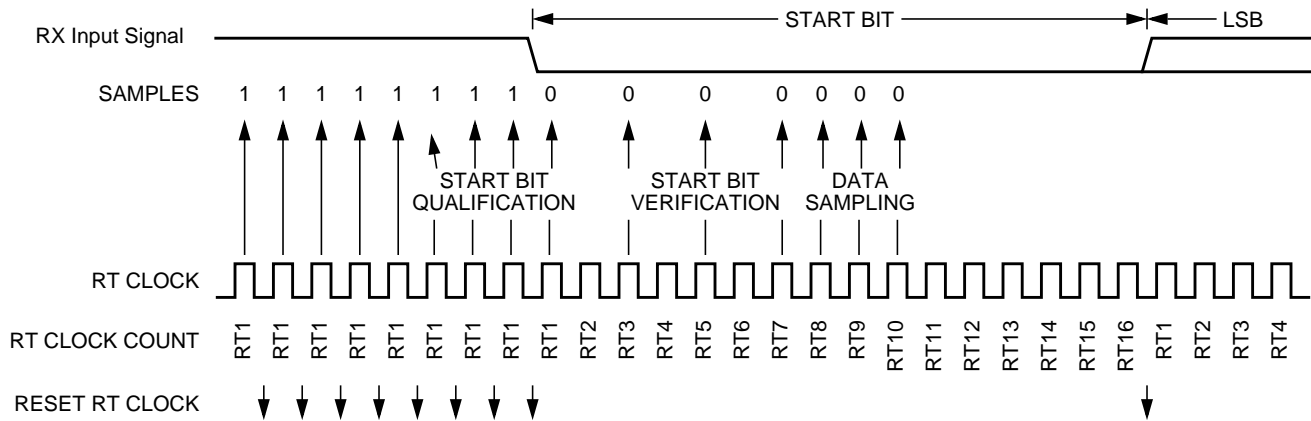 START BIT LSB
RX Input Signal
SAMPLES 1 1 1 1 1 1 1 1 0 0 0 0 0 0 0
START BIT QUALIFICATION
START BIT VERIFICATION
DATA SAMPLING
RT CLOCK
RT CLOCK COUNT RT1 RT1 RT1 RT1 RT1 RT1 RT1 RT1 RT1 RT2 RT3 RT4 RT5 RT6 RT7 RT8 RT9 RT10 RT11 RT12 RT13 RT14 RT15 RT16 RT1 RT2 RT3 RT4
RESET RT CLOCK